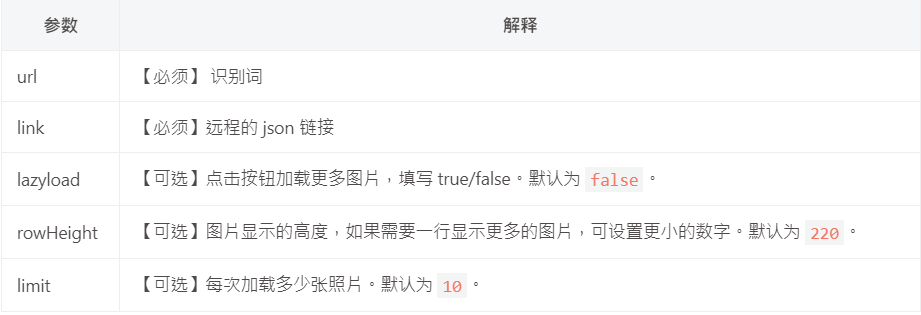 参数 解释
url 【必须】 识别词
link 【必须】远程的 json 链接
lazyload 【可选】点击按钮加载更多图片，填写 true/false。默认为 false 。
rowHeight 【可选】图片显示的高度，如果需要一行显示更多的图片，可设置更小的数字。默认为 220 。
limit 【可选】每次加载多少张照片。默认为 10 。